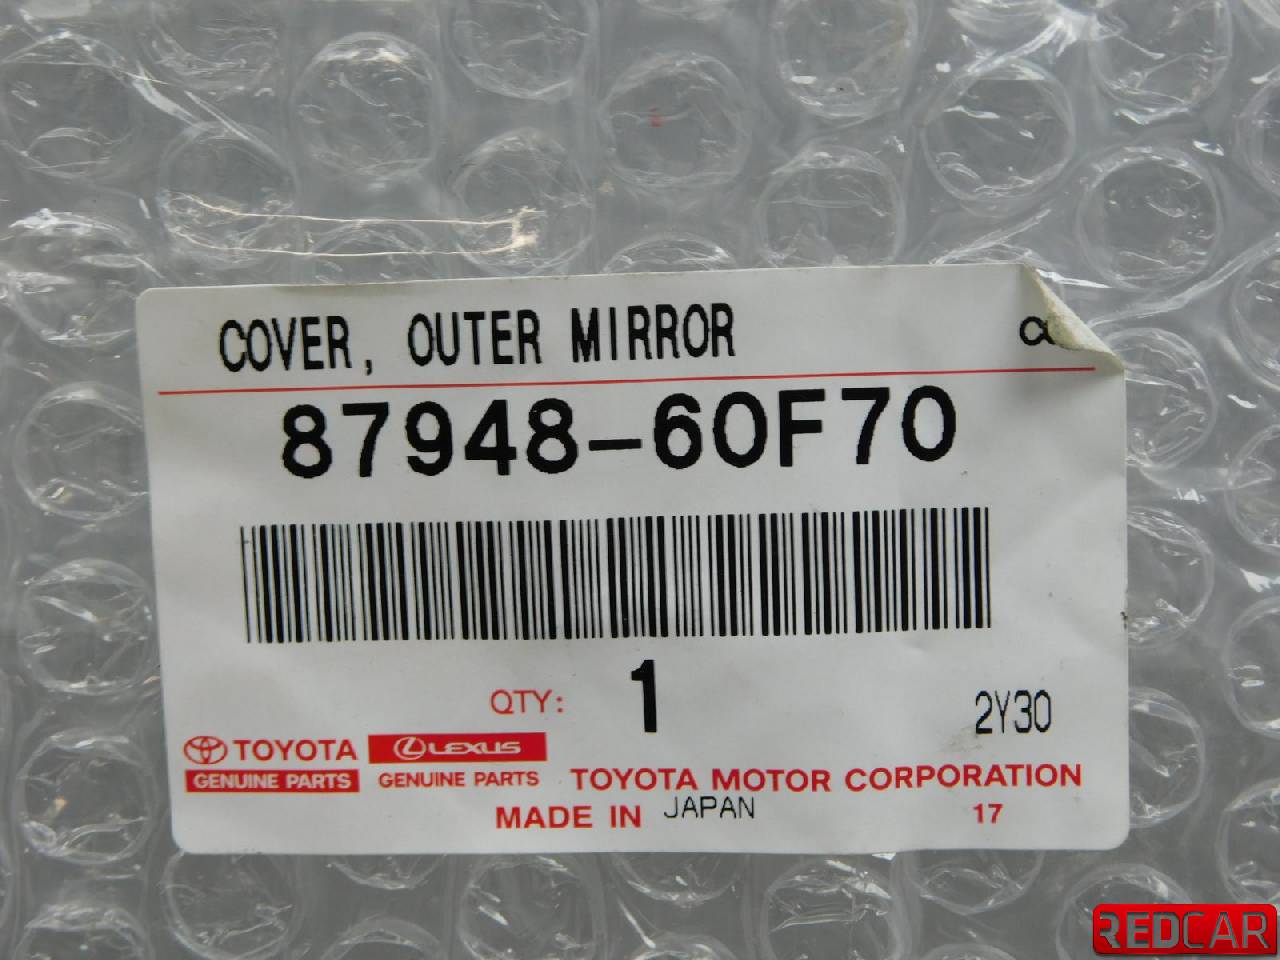 COVER, OUTER MIRROR
87948-60F70
QTY: 1
2Y30
TOYOTA
GENUINE PARTS
LEXUS
GENUINE PARTS
TOYOTA MOTOR CORPORATION
MADE IN JAPAN
17
REDCAR